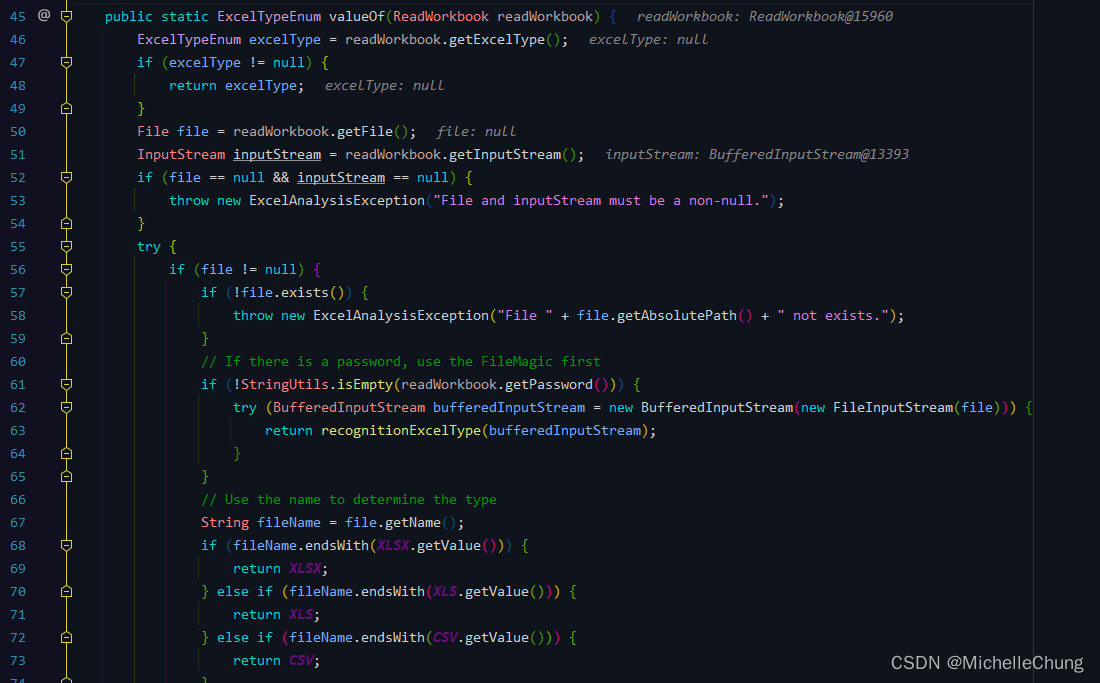 45 @ public static ExcelTypeEnum valueOf(ReadWorkbook readWorkbook) { readWorkbook: ReadWorkbook@15960
46 ExcelTypeEnum excelType = readWorkbook.getExcelType(); excelType: null
47 if (excelType != null) {
48 return excelType; excelType: null
49 }
50 File file = readWorkbook.getFile(); file: null
51 InputStream inputStream = readWorkbook.getInputStream(); inputStream: BufferedInputStream@13393
52 if (file == null && inputStream == null) {
53 throw new ExcelAnalysisException("File and inputStream must be a non-null.");
54 }
55 try {
56 if (file != null) {
57 if (!file.exists()) {
58 throw new ExcelAnalysisException("File " + file.getAbsolutePath() + " not exists.");
59 }
60 // If there is a password, use the FileMagic first
61 if (!StringUtils.isEmpty(readWorkbook.getPassword())) {
62 try (BufferedInputStream bufferedInputStream = new BufferedInputStream(new FileInputStream(file))) {
63 return recognitionExcelType(bufferedInputStream);
64 }
65 }
66 // Use the name to determine the type
67 String fileName = file.getName();
68 if (fileName.endsWith(XLSX.getValue())) {
69 return XLSX;
70 } else if (fileName.endsWith(XLS.getValue())) {
71 return XLS;
72 } else if (fileName.endsWith(CSV.getValue())) {
73 return CSV;
74 }
CSDN @MichelleChung